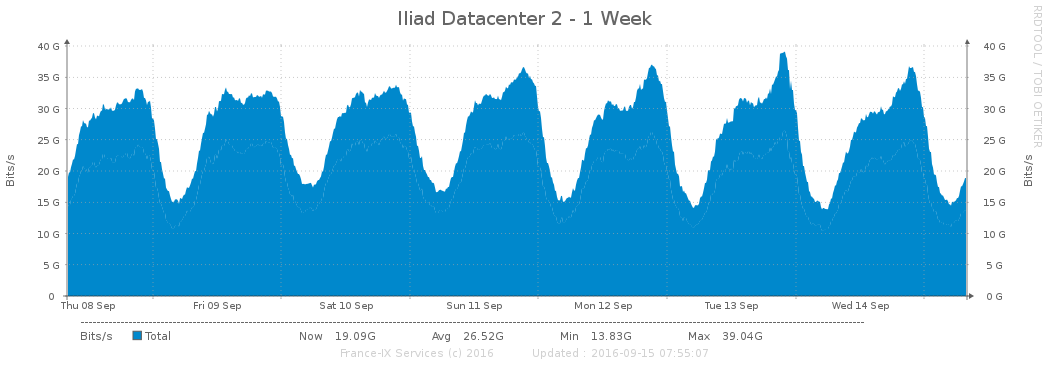 Iliad Datacenter 2 - 1 Week
RRDTOOL / TOBI OETIKER
Bits/s
40 G 40 G
35 G 35 G
30 G 30 G
25 G 25 G
20 G 20 G
15 G 15 G
10 G 10 G
5 G 5 G
0 0 G
Bits/s
Thu 08 Sep Fri 09 Sep Sat 10 Sep Sun 11 Sep Mon 12 Sep Tue 13 Sep Wed 14 Sep
Bits/s Total Now 19.09G Avg 26.52G Min 13.83G Max 39.04G
France-IX Services (c) 2016 Updated : 2016-09-15 07:55:07